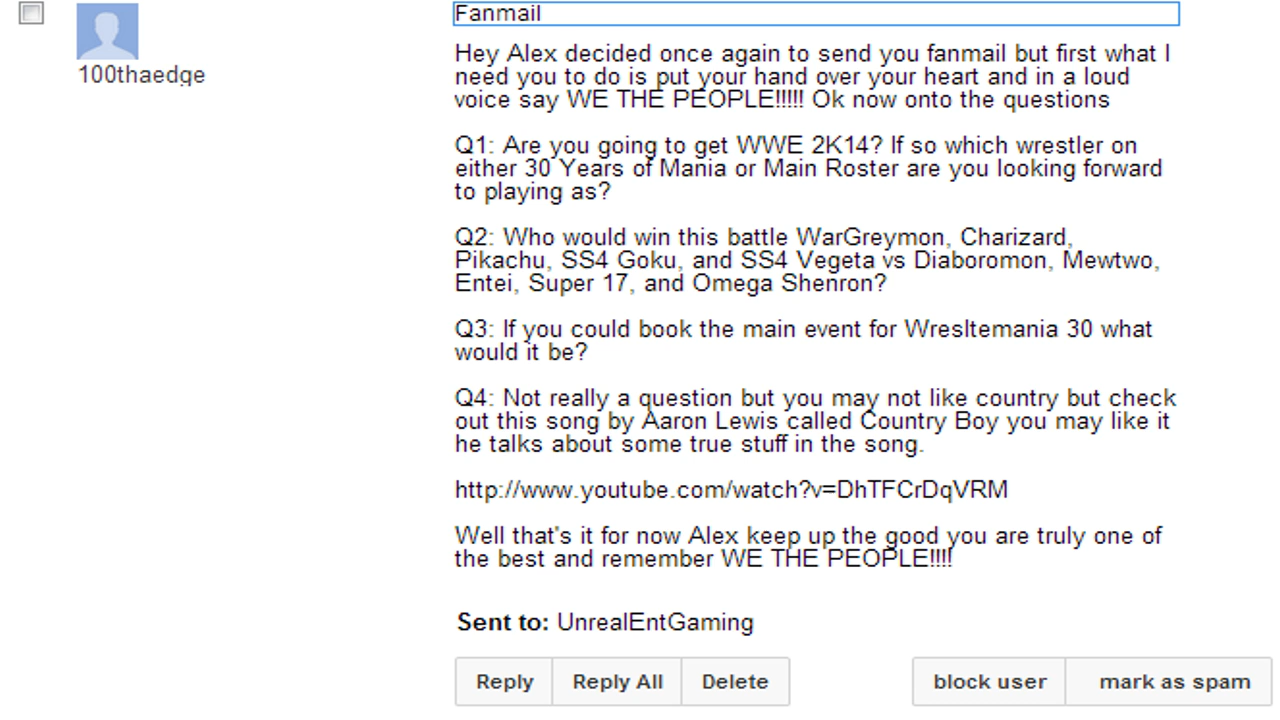 Fanmail
100thaedge
Hey Alex decided once again to send you fanmail but first what I
need you to do is put your hand over your heart and in a loud
voice say WE THE PEOPLE!!!!! Ok now onto the questions
Q1: Are you going to get WWE 2K14? If so which wrestler on
either 30 Years of Mania or Main Roster are you looking forward
to playing as?
Q2: Who would win this battle WarGreymon, Charizard,
Pikachu, SS4 Goku, and SS4 Vegeta vs Diaboromon, Mewtwo,
Entei, Super 17, and Omega Shenron?
Q3: If you could book the main event for Wresltemania 30 what
would it be?
Q4: Not really a question but you may not like country but check
out this song by Aaron Lewis called Country Boy you may like it
he talks about some true stuff in the song.
http://www.youtube.com/watch?v=DhTFCrDqVRM
Well that's it for now Alex keep up the good you are truly one of
the best and remember WE THE PEOPLE!!!!
Sent to: UnrealEntGaming
Reply Reply All Delete block user mark as spam